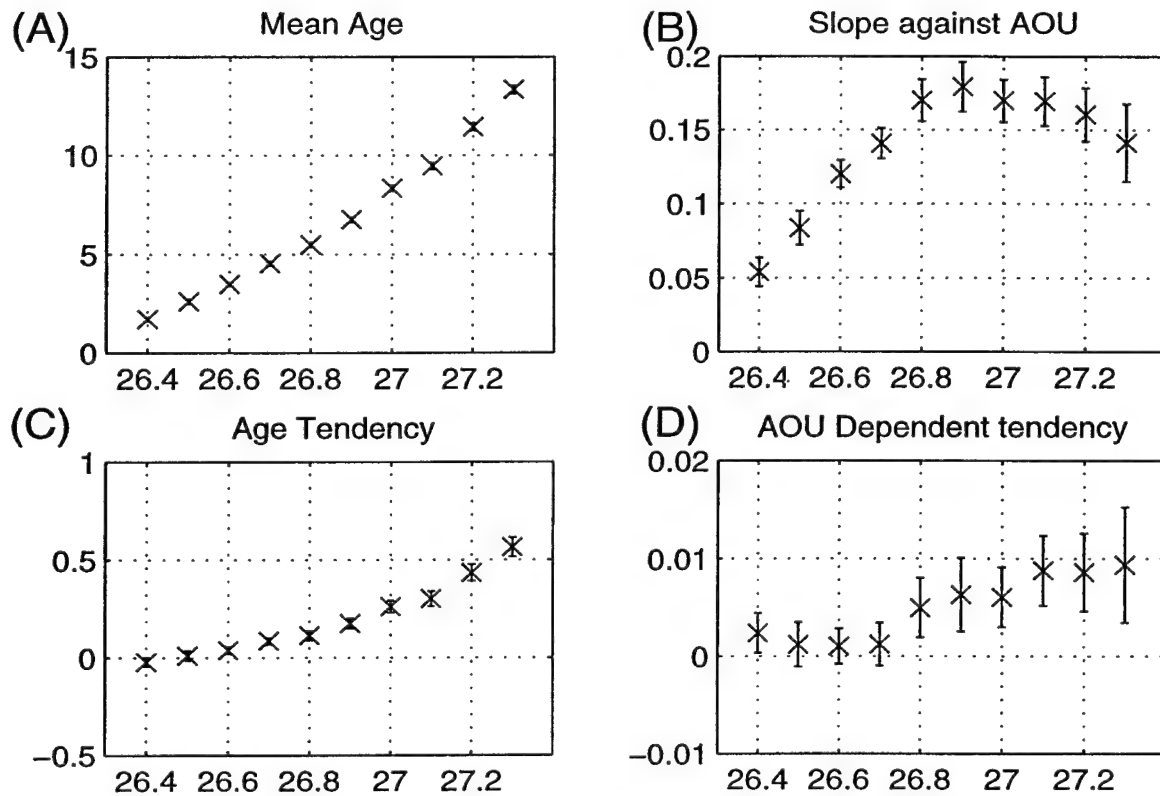 (A) Mean Age
15
10
5
0
26.4 26.6 26.8 27 27.2
(B) Slope against AOU
0.2
0.15
0.1
0.05
0
26.4 26.6 26.8 27 27.2
(C) Age Tendency
1
0.5
0
−0.5
26.4 26.6 26.8 27 27.2
(D) AOU Dependent tendency
0.02
0.01
0
−0.01
26.4 26.6 26.8 27 27.2